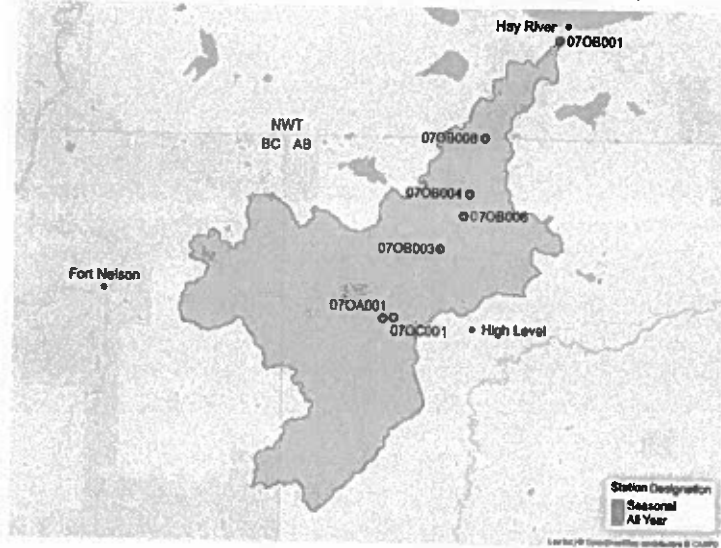 Hay River
07OB001
NWT
BC AB
07OB008
07OB004
07OB006
07OB003
Fort Nelson
07OA001
07OC001
High Level
Station Designation
Seasonal
All Year